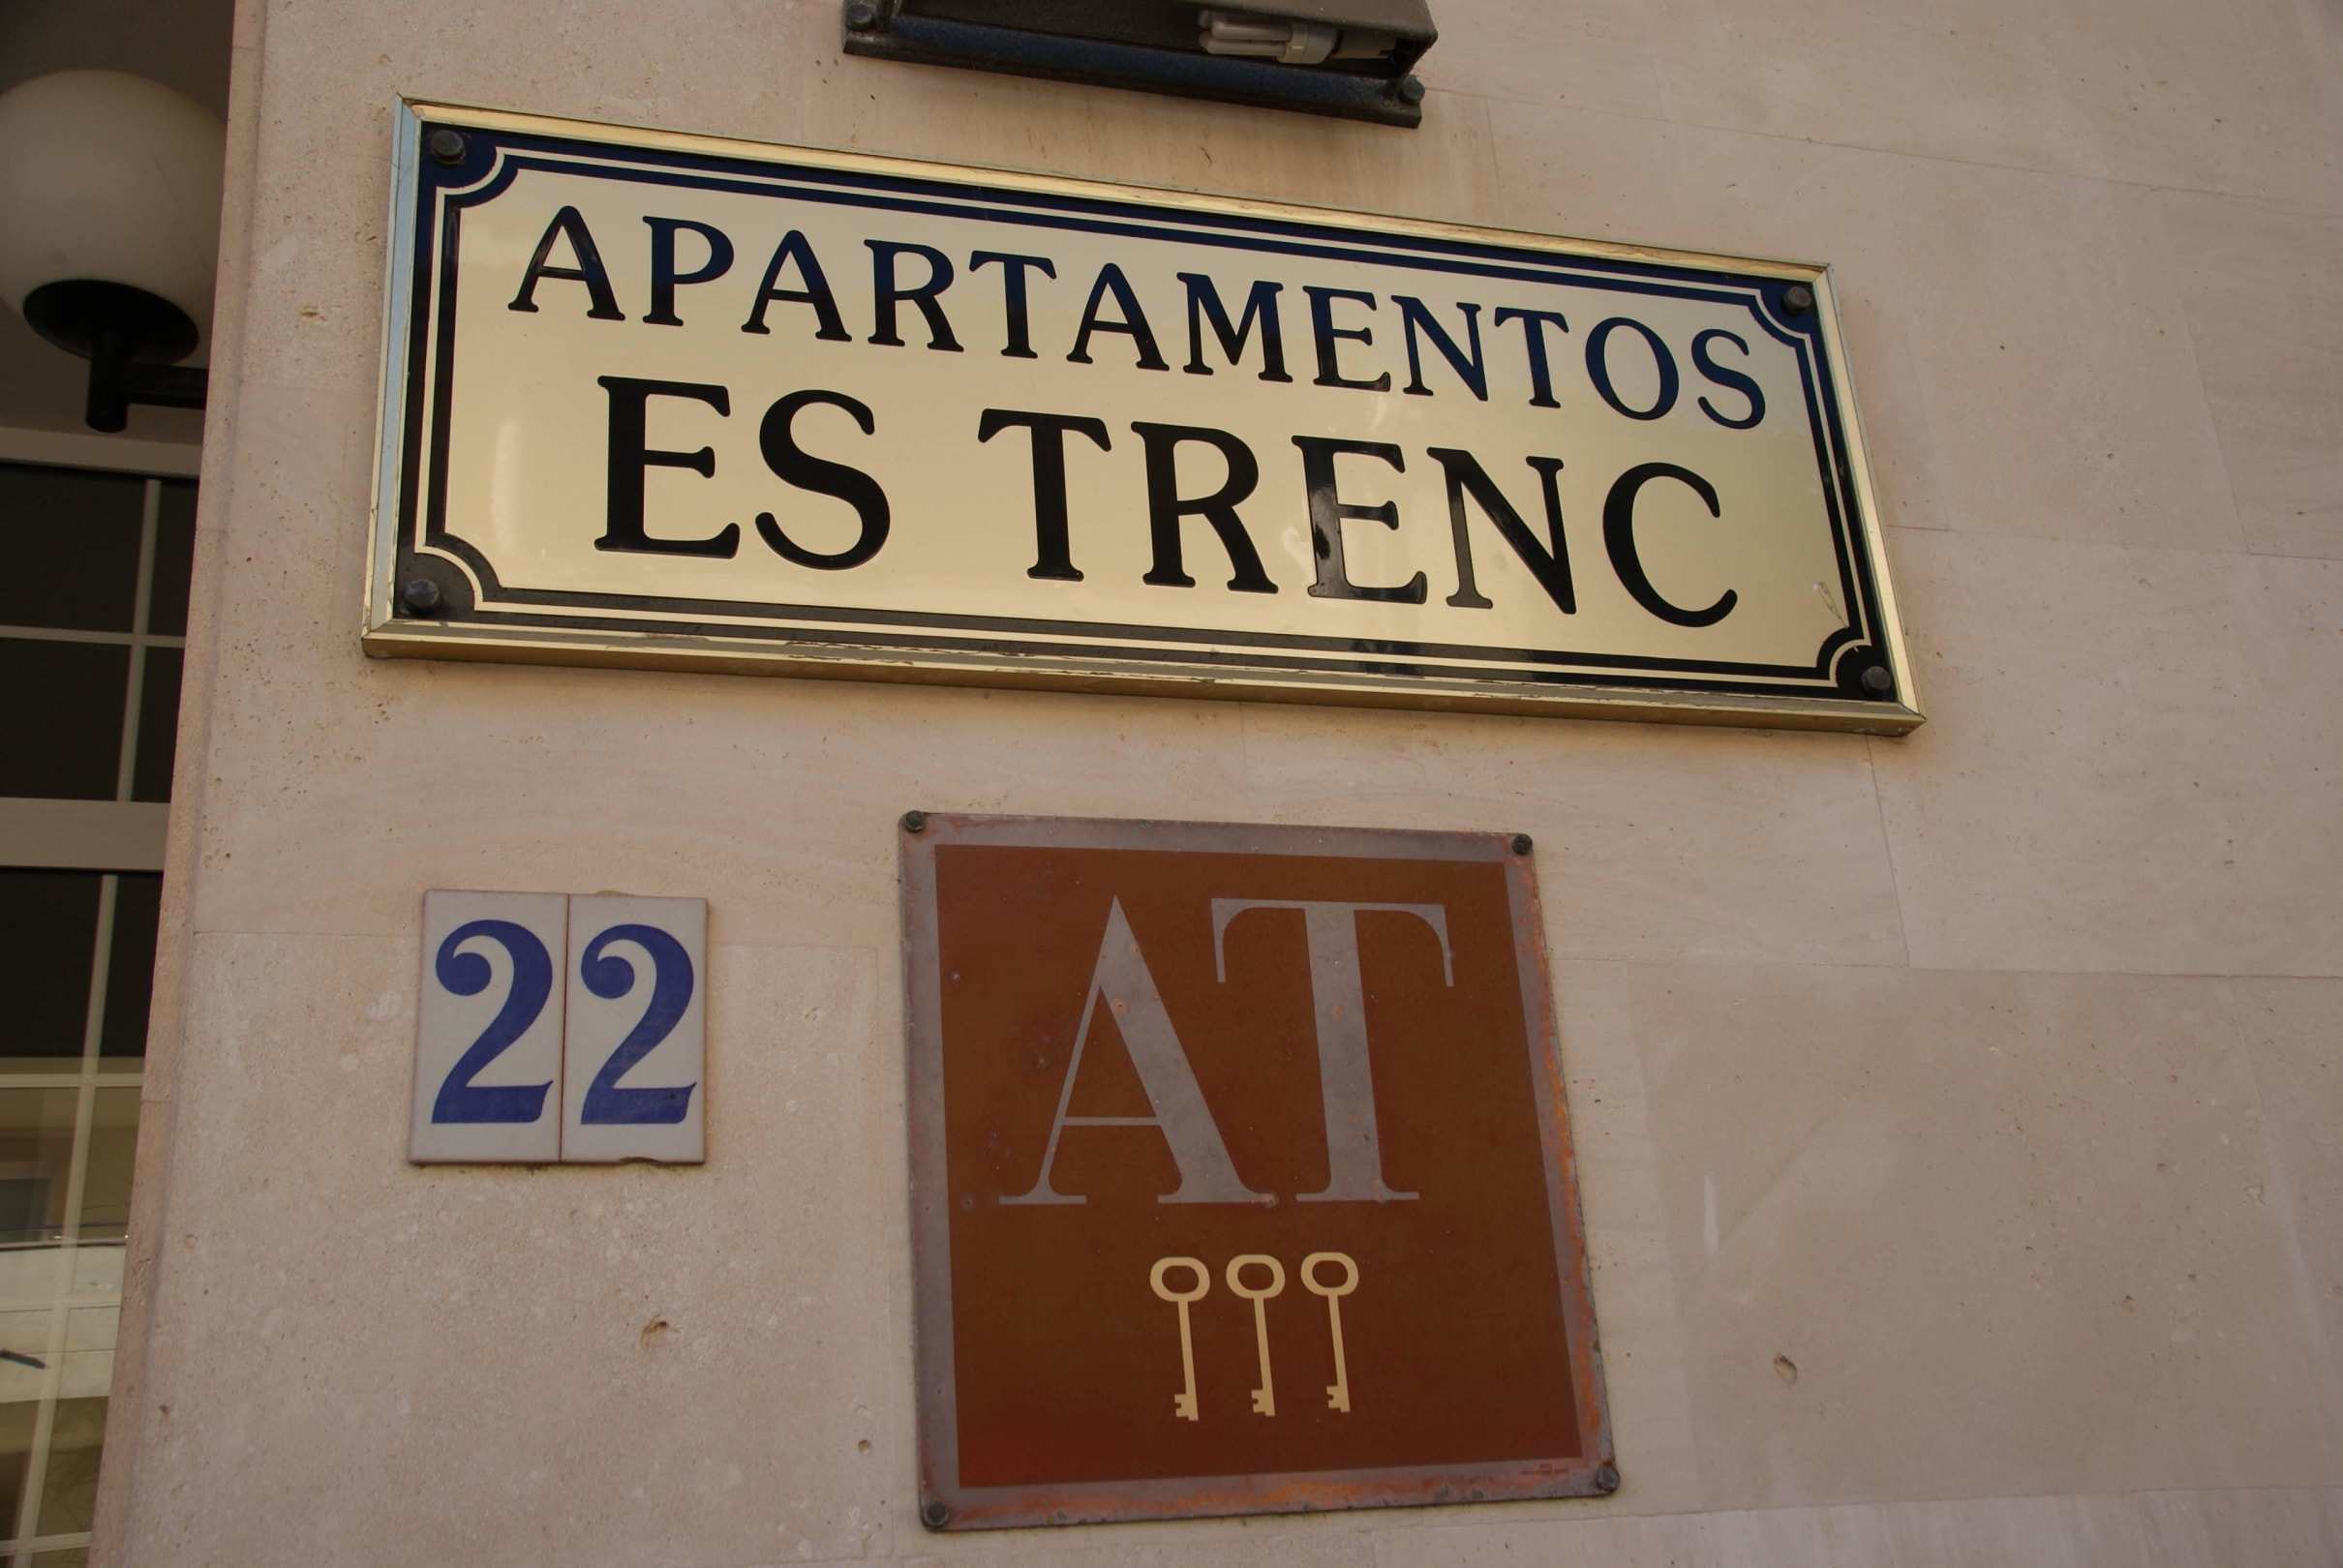 APARTAMENTOS
ES TRENC
22
AT